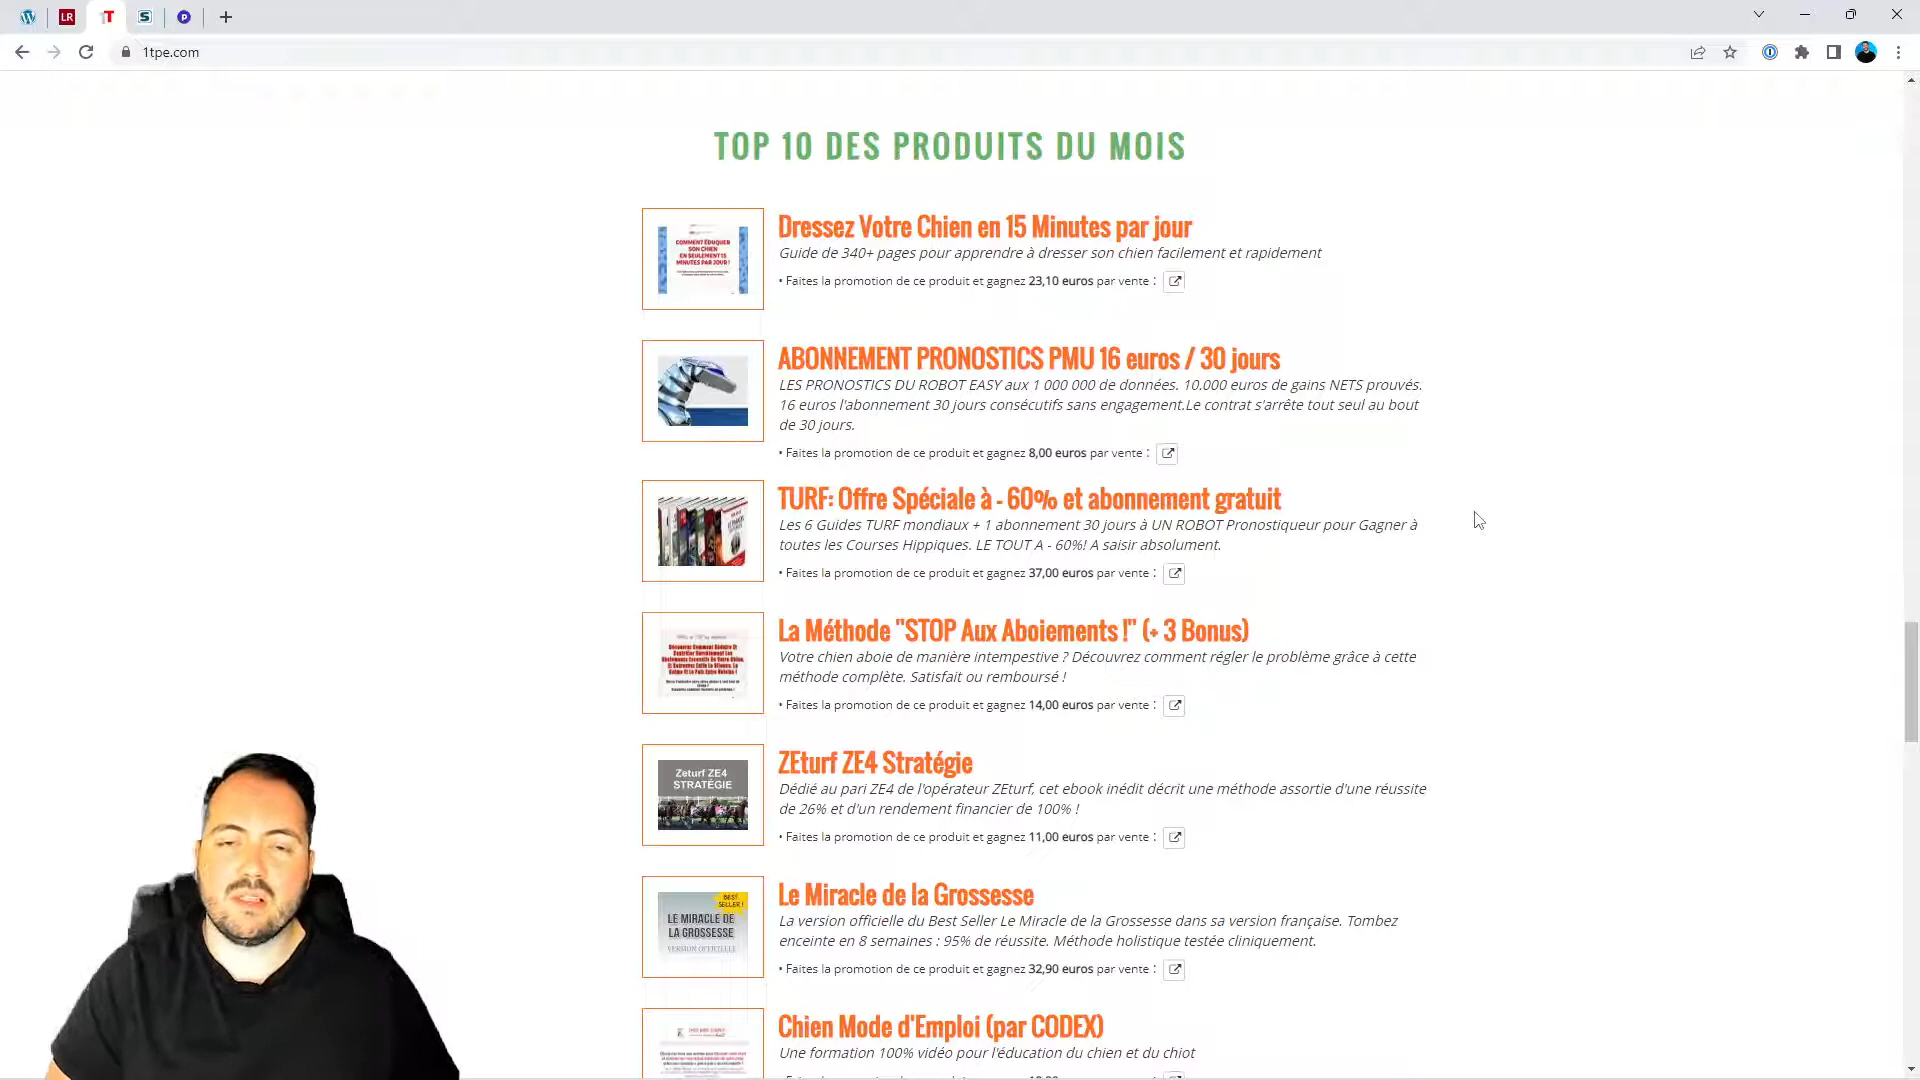 LR
1T
S
P
1tpe.com
TOP 10 DES PRODUITS DU MOIS
COMMENT ÉDUQUER
SON CHIEN
EN SEULEMENT 15
MINUTES PAR JOUR !
Dressez Votre Chien en 15 Minutes par jour
Guide de 340+ pages pour apprendre à dresser son chien facilement et rapidement
• Faites la promotion de ce produit et gagnez 23,10 euros par vente :
ABONNEMENT PRONOSTICS PMU 16 euros / 30 jours
LES PRONOSTICS DU ROBOT EASY aux 1 000 000 de données. 10,000 euros de gains NETS prouvés.
16 euros l'abonnement 30 jours consécutifs sans engagement.Le contrat s'arrête tout seul au bout
de 30 jours.
• Faites la promotion de ce produit et gagnez 8,00 euros par vente :
TURF: Offre Spéciale à - 60% et abonnement gratuit
Les 6 Guides TURF mondiaux + 1 abonnement 30 jours à UN ROBOT Pronostiqueur pour Gagner à
toutes les Courses Hippiques. LE TOUT A - 60%! A saisir absolument.
• Faites la promotion de ce produit et gagnez 37,00 euros par vente :
La Méthode "STOP Aux Aboiements !" (+ 3 Bonus)
Votre chien aboie de manière intempestive ? Découvrez comment régler le problème grâce à cette
méthode complète. Satisfait ou remboursé !
• Faites la promotion de ce produit et gagnez 14,00 euros par vente :
Zeturf ZE4
STRATÉGIE
ZEturf ZE4 Stratégie
Dédié au pari ZE4 de l'opérateur ZEturf, cet ebook inédit décrit une méthode assortie d'une réussite
de 26% et d'un rendement financier de 100% !
• Faites la promotion de ce produit et gagnez 11,00 euros par vente :
BEST
SELLER !
LE MIRACLE DE
LA GROSSESSE
VERSION OFFICIELLE
Le Miracle de la Grossesse
La version officielle du Best Seller Le Miracle de la Grossesse dans sa version française. Tombez
enceinte en 8 semaines : 95% de réussite. Méthode holistique testée cliniquement.
• Faites la promotion de ce produit et gagnez 32,90 euros par vente :
Chien Mode d'Emploi (par CODEX)
Une formation 100% vidéo pour l'éducation du chien et du chiot